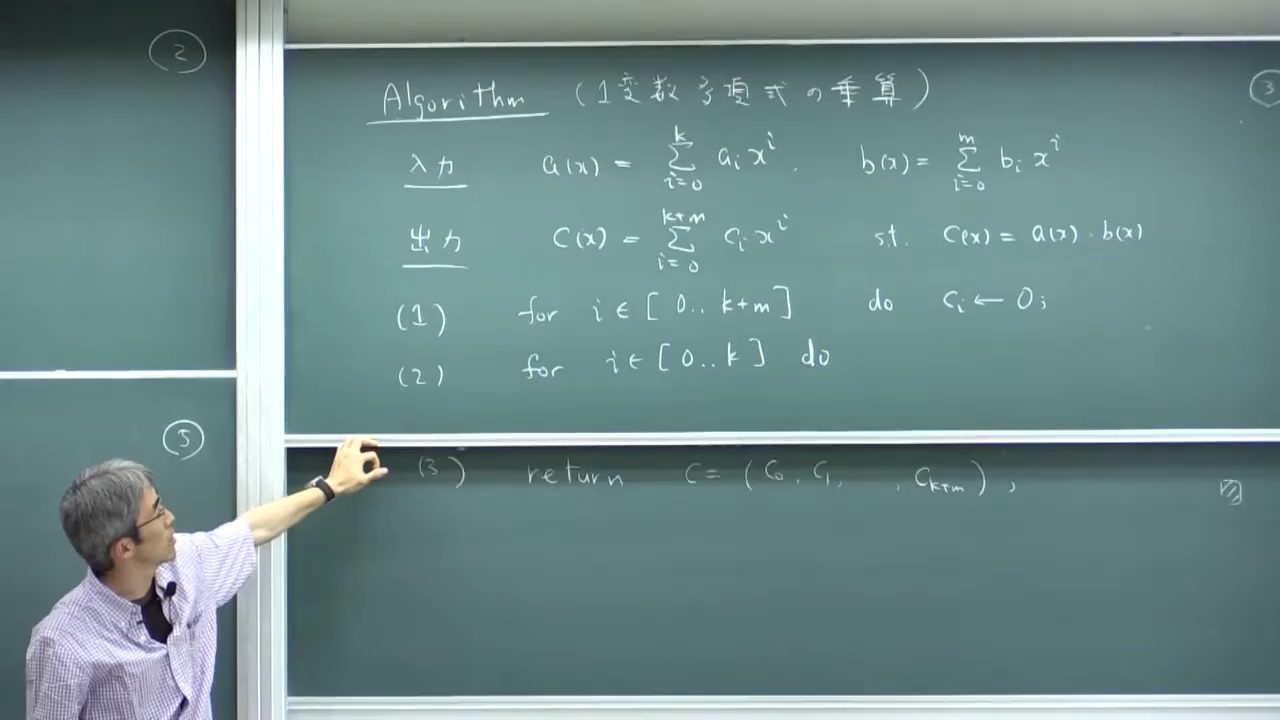 ②
Algorithm (1変数多項式の乗算)
③
入力 a(x) = Σ_{i=0}^{k} a_i x^i , b(x) = Σ_{i=0}^{m} b_i x^i
出力 C(x) = Σ_{i=0}^{k+m} c_i x^i s.t. C(x) = a(x) · b(x)
(1) for i ∈ [0..k+m] do c_i ← 0;
(2) for i ∈ [0..k] do
⑤
(3) return C = (c_0, c_1, , c_{k+m});